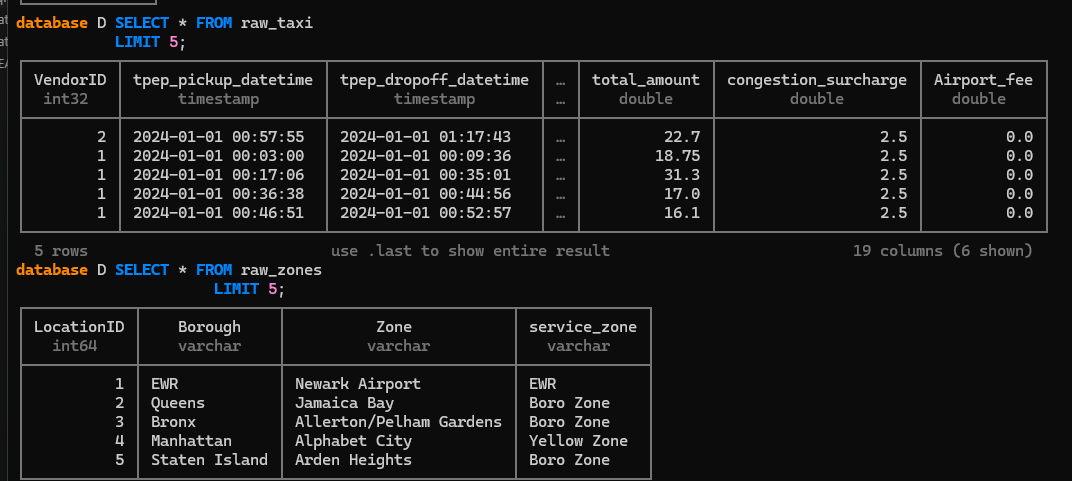 database D SELECT * FROM raw_taxi
LIMIT 5;
VendorID tpep_pickup_datetime tpep_dropoff_datetime … total_amount congestion_surcharge Airport_fee
int32 timestamp timestamp … double double double
2 2024-01-01 00:57:55 2024-01-01 01:17:43 … 22.7 2.5 0.0
1 2024-01-01 00:03:00 2024-01-01 00:09:36 … 18.75 2.5 0.0
1 2024-01-01 00:17:06 2024-01-01 00:35:01 … 31.3 2.5 0.0
1 2024-01-01 00:36:38 2024-01-01 00:44:56 … 17.0 2.5 0.0
1 2024-01-01 00:46:51 2024-01-01 00:52:57 … 16.1 2.5 0.0
5 rows use .last to show entire result 19 columns (6 shown)
database D SELECT * FROM raw_zones
LIMIT 5;
LocationID Borough Zone service_zone
int64 varchar varchar varchar
1 EWR Newark Airport EWR
2 Queens Jamaica Bay Boro Zone
3 Bronx Allerton/Pelham Gardens Boro Zone
4 Manhattan Alphabet City Yellow Zone
5 Staten Island Arden Heights Boro Zone